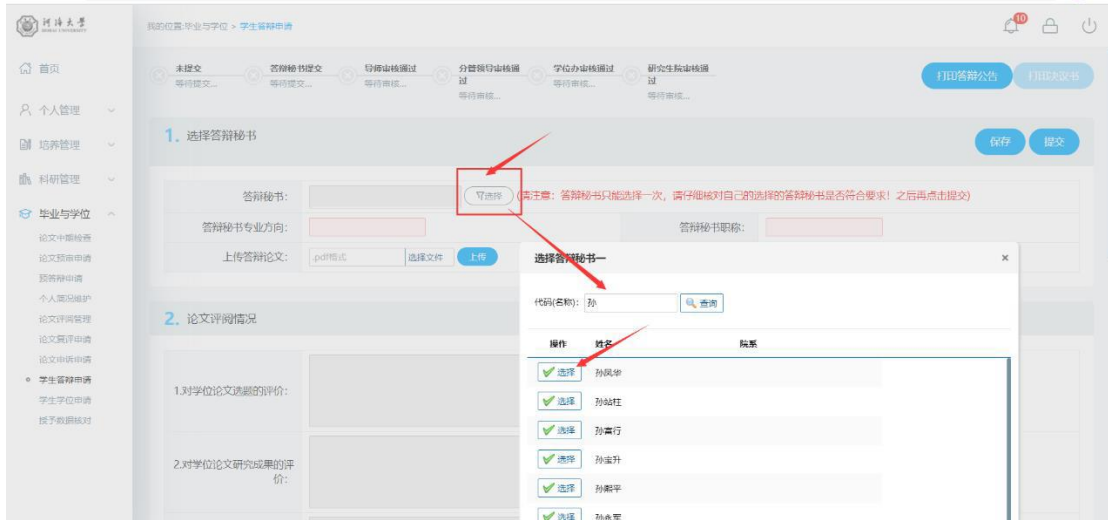 河海大学
HOHAI UNIVERSITY
我的位置:毕业与学位 > 学生答辩申请
10
首页
个人管理
培养管理
科研管理
毕业与学位
论文中期检查
论文预审申请
预答辩申请
个人简况维护
论文评阅管理
论文复评申请
论文申诉申请
学生答辩申请
学生学位申请
授予数据核对
未提交
等待提交...
答辩秘书提交
等待提交...
导师审核通过
等待审核...
分管领导审核通过
等待审核...
学位办审核通过
等待审核...
研究生院审核通过
等待审核...
打印答辩公告
打印决议书
1. 选择答辩秘书
保存
提交
答辩秘书:
选择
(请注意：答辩秘书只能选择一次，请仔细核对自己的选择的答辩秘书是否符合要求！之后再点击提交)
答辩秘书专业方向:
答辩秘书职称:
上传答辩论文:
.pdf格式
选择文件
上传
2. 论文评阅情况
1.对学位论文选题的评价:
2.对学位论文研究成果的评价:
选择答辩秘书一
×
代码(名称):
孙
查询
操作 姓名 院系
选择 孙凤华
选择 孙站柱
选择 孙富行
选择 孙宝升
选择 孙熙平
选择 孙永军